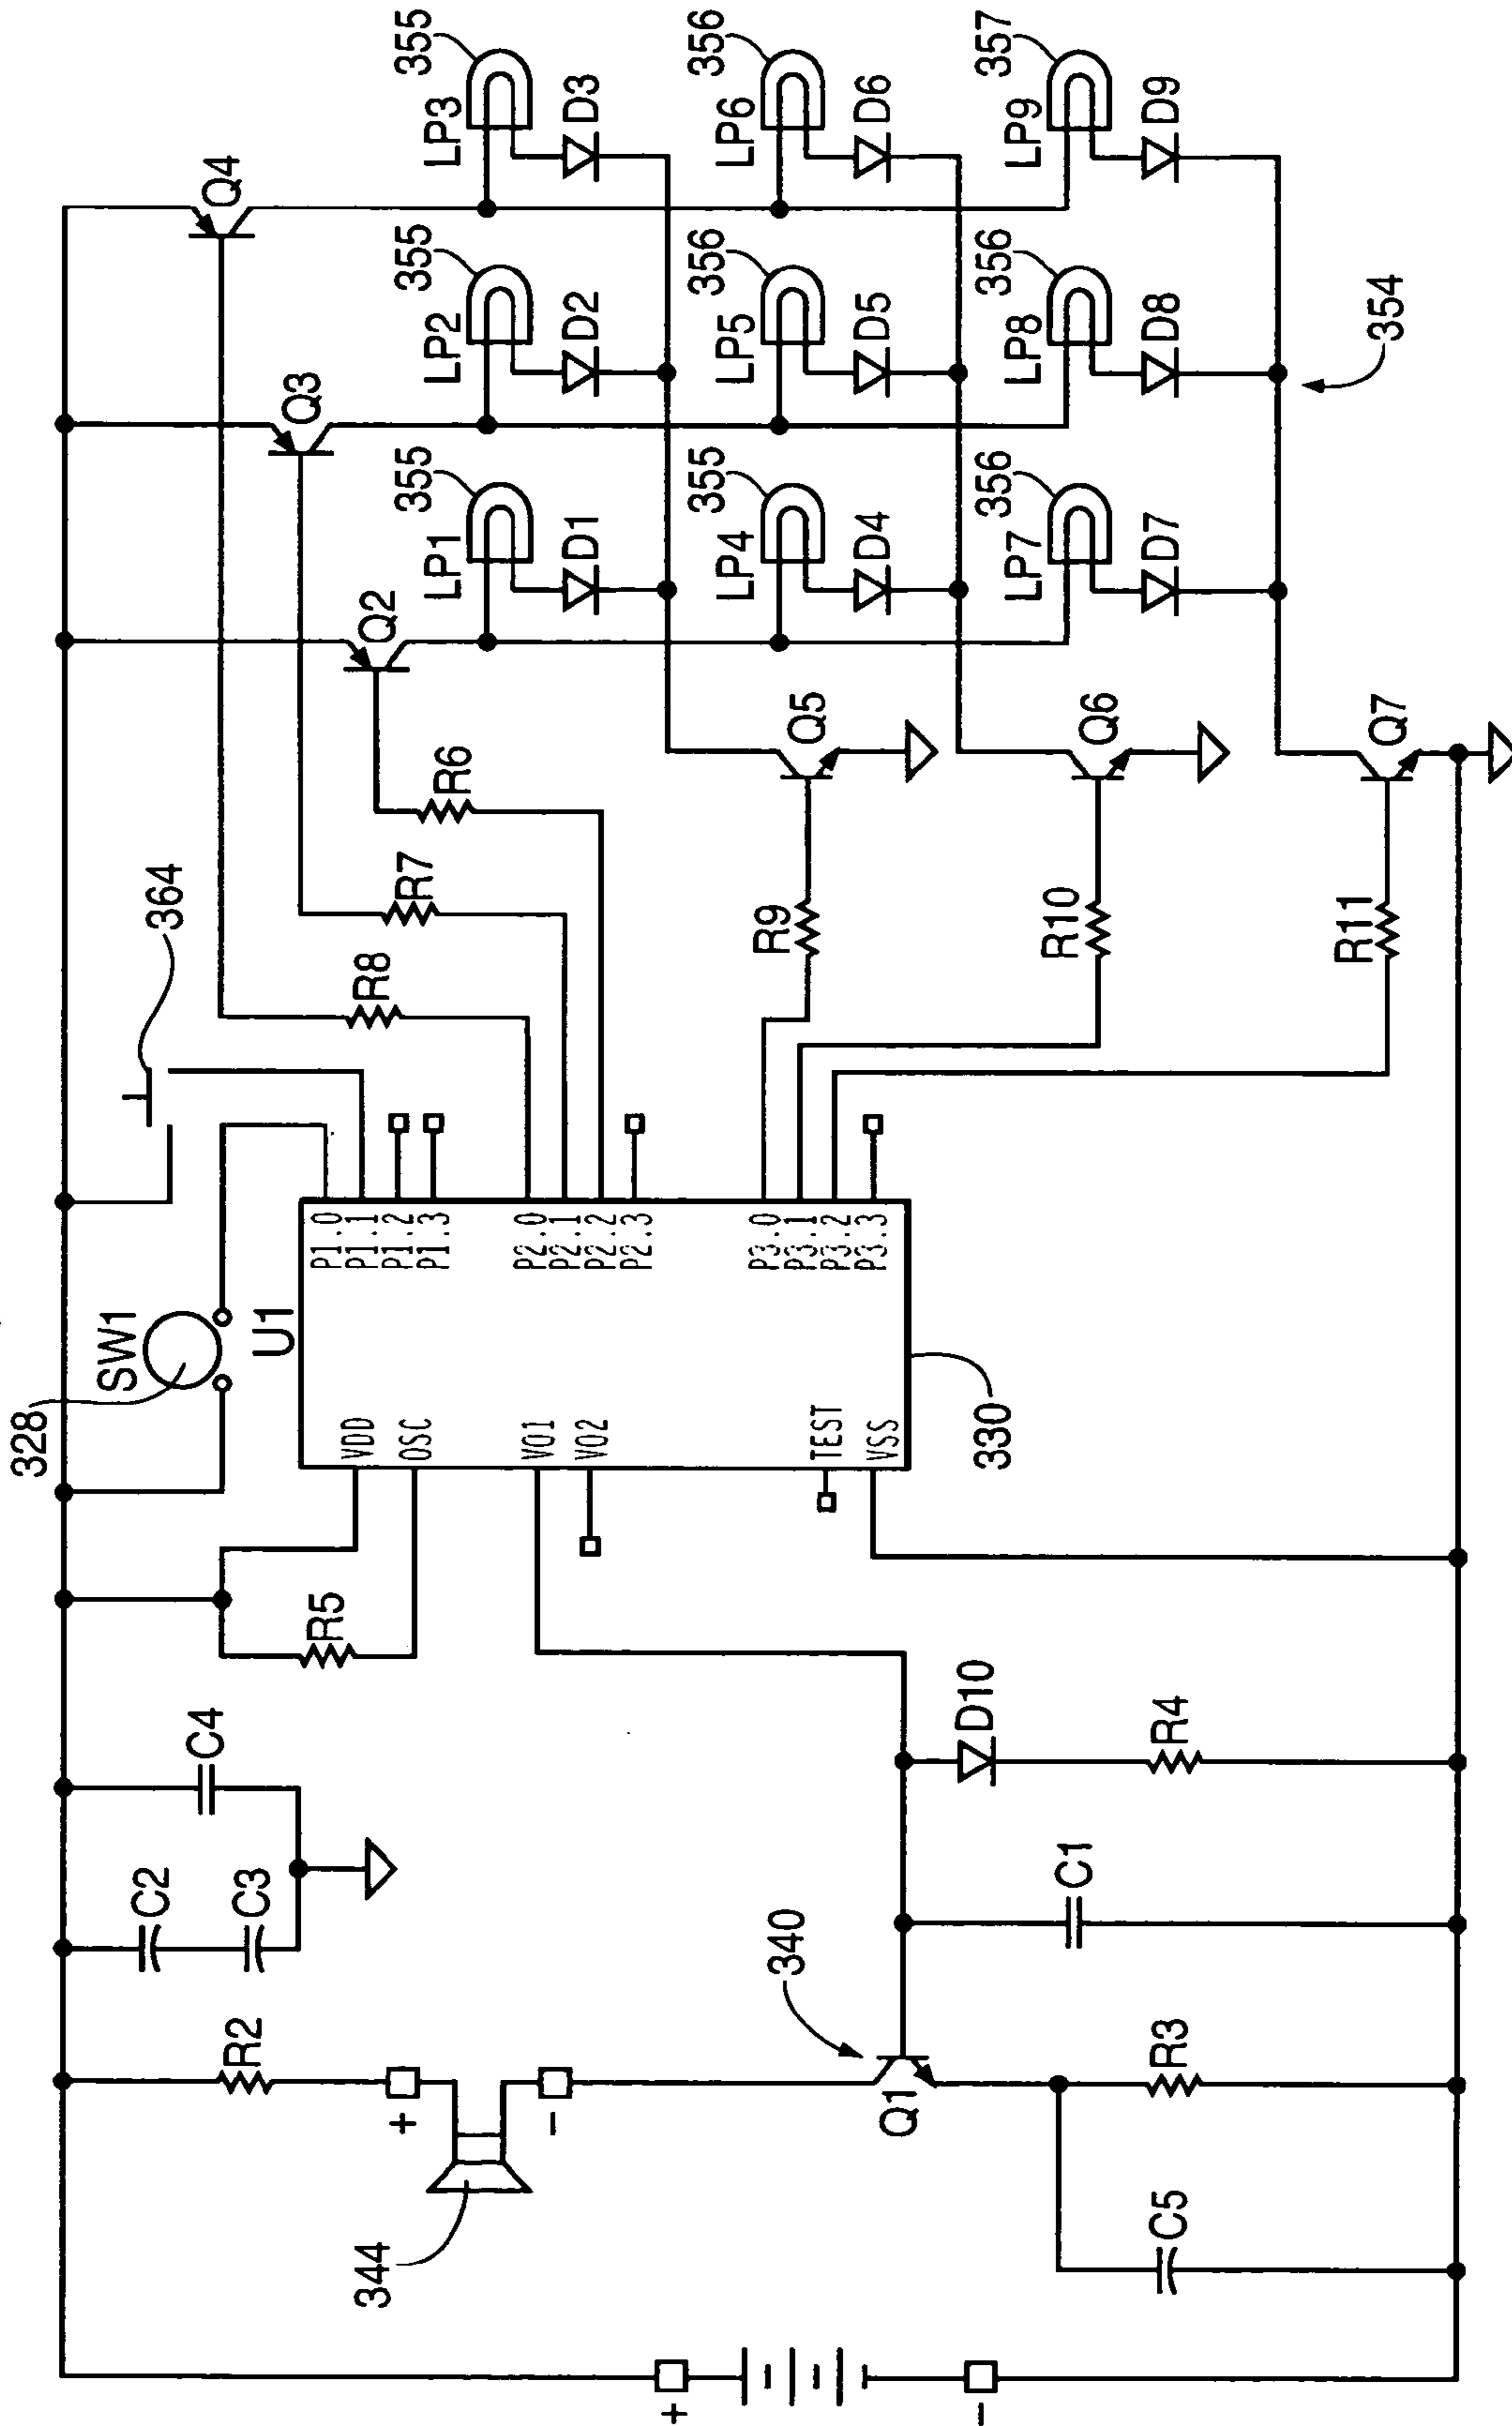 328
SW1
364
Q4
C2
C4
C3
R2
R5
U1
R8
R7
R6
Q3
Q2
+
-
344
VDD
OSC
VO1
VO2
TEST
VSS
P1.0
P1.1
P1.2
P1.3
P2.0
P2.1
P2.2
P2.3
P3.0
P3.1
P3.2
P3.3
330
LP1
355
D1
LP2
355
D2
LP3
355
D3
LP4
355
D4
LP5
356
D5
LP6
356
D6
LP7
356
D7
LP8
356
D8
LP9
357
D9
354
R9
Q5
R10
Q6
R11
Q7
340
Q1
C1
D10
R4
R3
C5
+
-